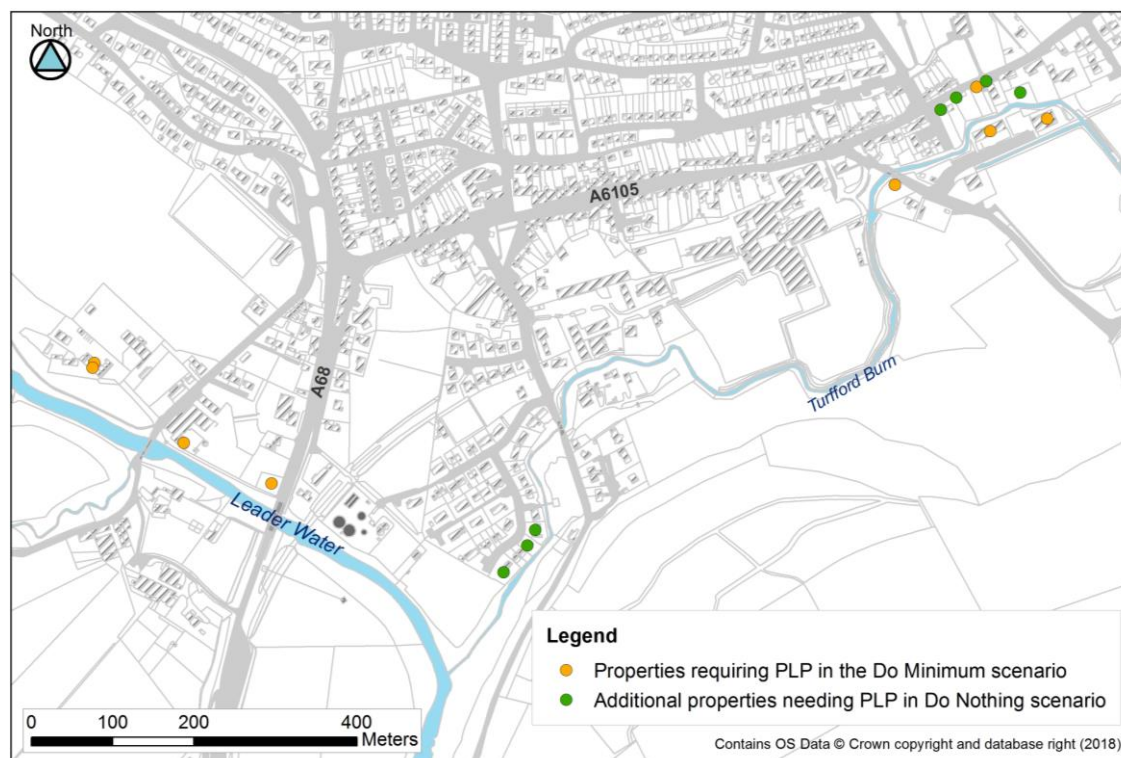 North
A6105
A68
Turfford Burn
Leader Water
Legend
Properties requiring PLP in the Do Minimum scenario
Additional properties needing PLP in Do Nothing scenario
0 100 200 400
Meters
Contains OS Data © Crown copyright and database right (2018)